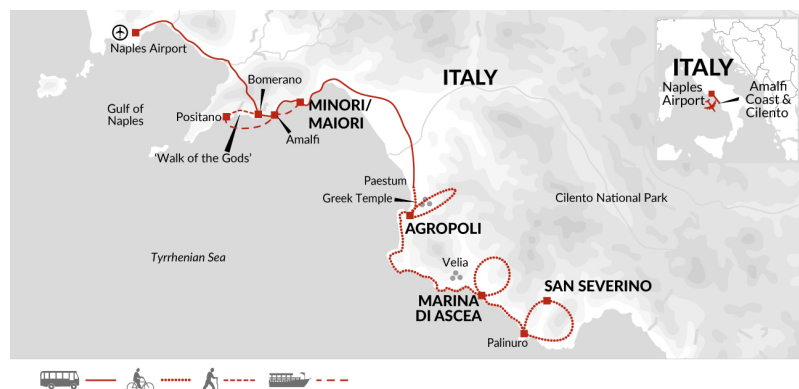 Naples Airport
ITALY
ITALY
Naples
Airport
Amalfi
Coast &
Cilento
Bomerano
Gulf of
Naples
Positano
MINORI/
MAIORI
Amalfi
'Walk of the Gods'
Paestum
Greek Temple
Cilento National Park
AGROPOLI
Tyrrhenian Sea
Velia
SAN SEVERINO
MARINA
DI ASCEA
Palinuro